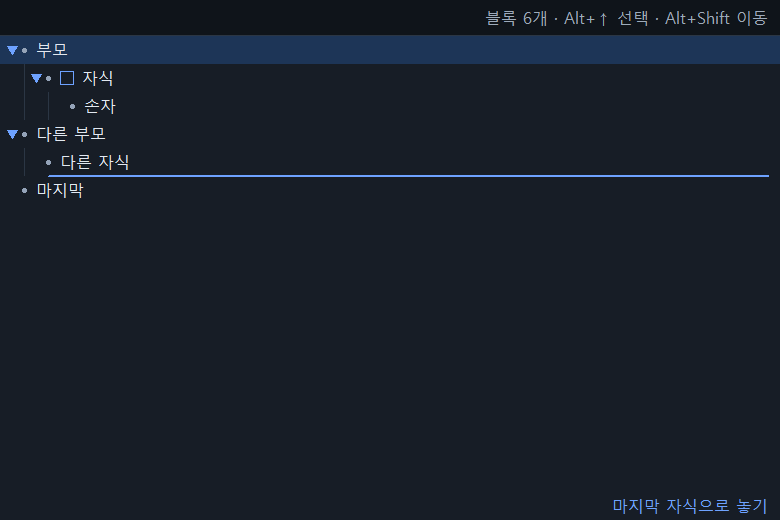 블록 6개 · Alt+↑ 선택 · Alt+Shift 이동
부모
자식
손자
다른 부모
다른 자식
마지막
마지막 자식으로 놓기